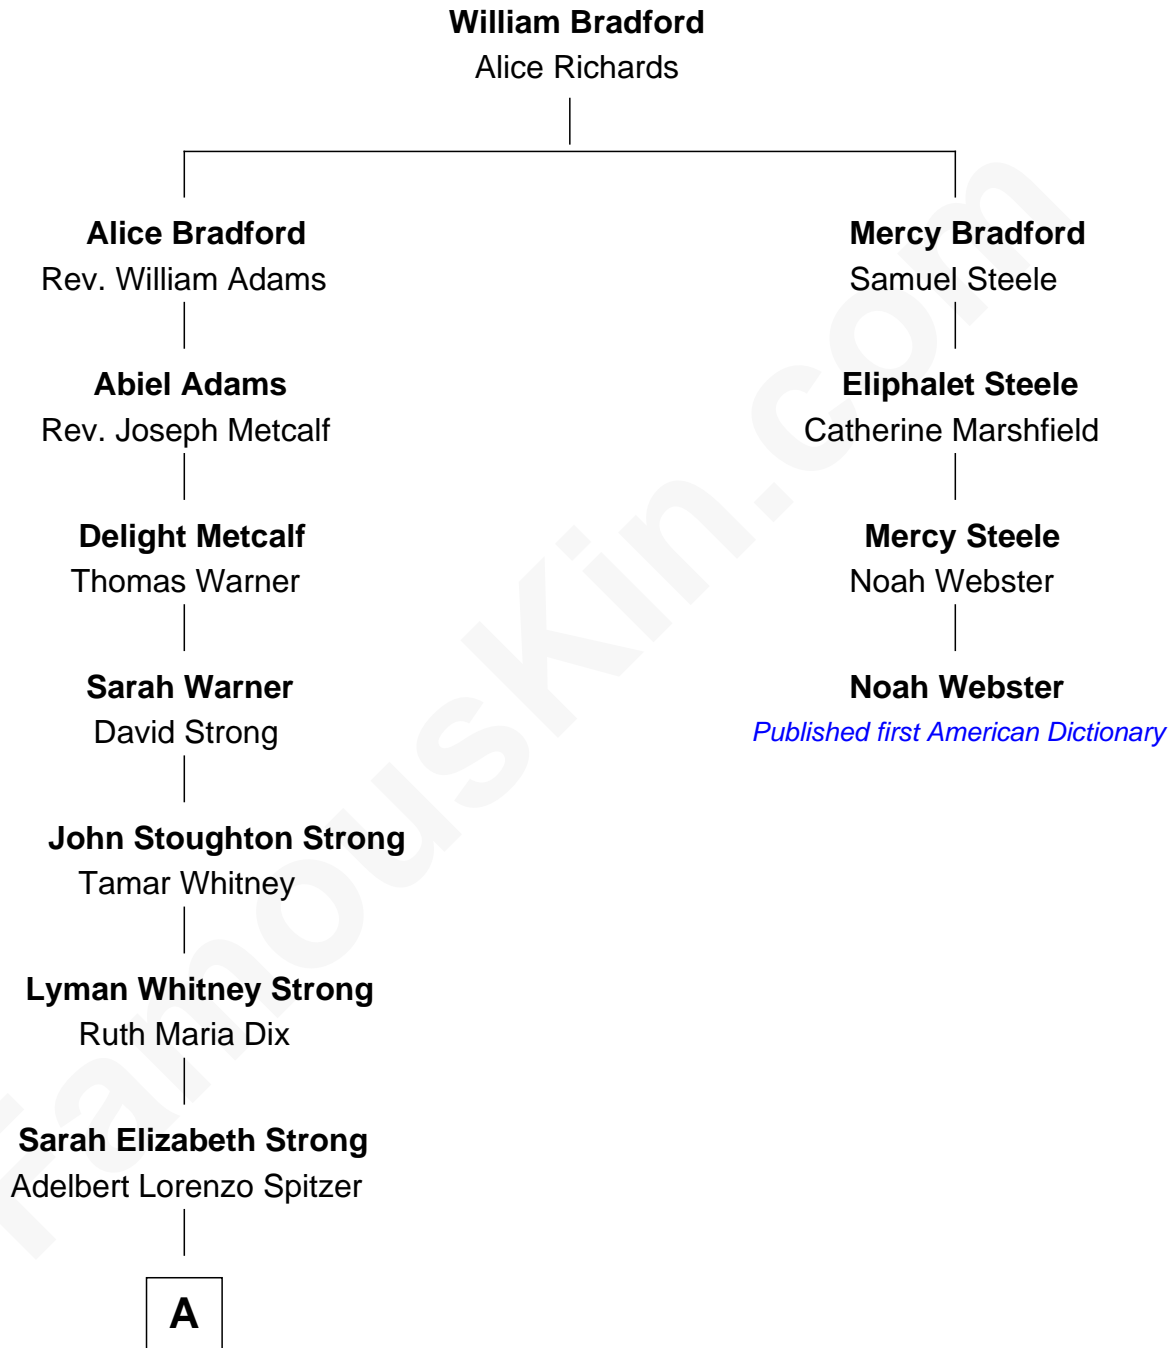 William Bradford
Alice Richards
Alice Bradford
Rev. William Adams
Mercy Bradford
Samuel Steele
Abiel Adams
Rev. Joseph Metcalf
Eliphalet Steele
Catherine Marshfield
Delight Metcalf
Thomas Warner
Mercy Steele
Noah Webster
Sarah Warner
David Strong
Noah Webster
Published first American Dictionary
John Stoughton Strong
Tamar Whitney
Lyman Whitney Strong
Ruth Maria Dix
Sarah Elizabeth Strong
Adelbert Lorenzo Spitzer
A
FamousKin.com